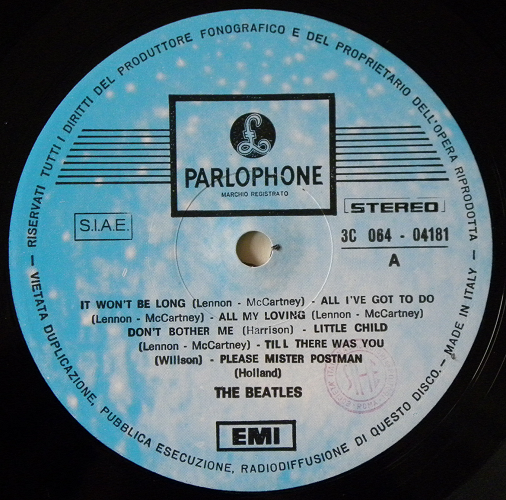 RISERVATI TUTTI I DIRITTI DEL PRODUTTORE FONOGRAFICO E DEL PROPRIETARIO DELL'OPERA RIPRODOTTA
— VIETATA DUPLICAZIONE, PUBBLICA ESECUZIONE, RADIODIFFUSIONE DI QUESTO DISCO. — MADE IN ITALY —
£
PARLOPHONE
MARCHIO REGISTRATO
S.I.A.E.
STEREO
3C 064 - 04181
A
IT WON'T BE LONG (Lennon - McCartney) - ALL I'VE GOT TO DO
(Lennon - McCartney) - ALL MY LOVING (Lennon - McCartney)
DON'T BOTHER ME (Harrison) - LITTLE CHILD
(Lennon - McCartney) - TILL THERE WAS YOU
(Willson) - PLEASE MISTER POSTMAN
(Holland)
THE BEATLES
EMI